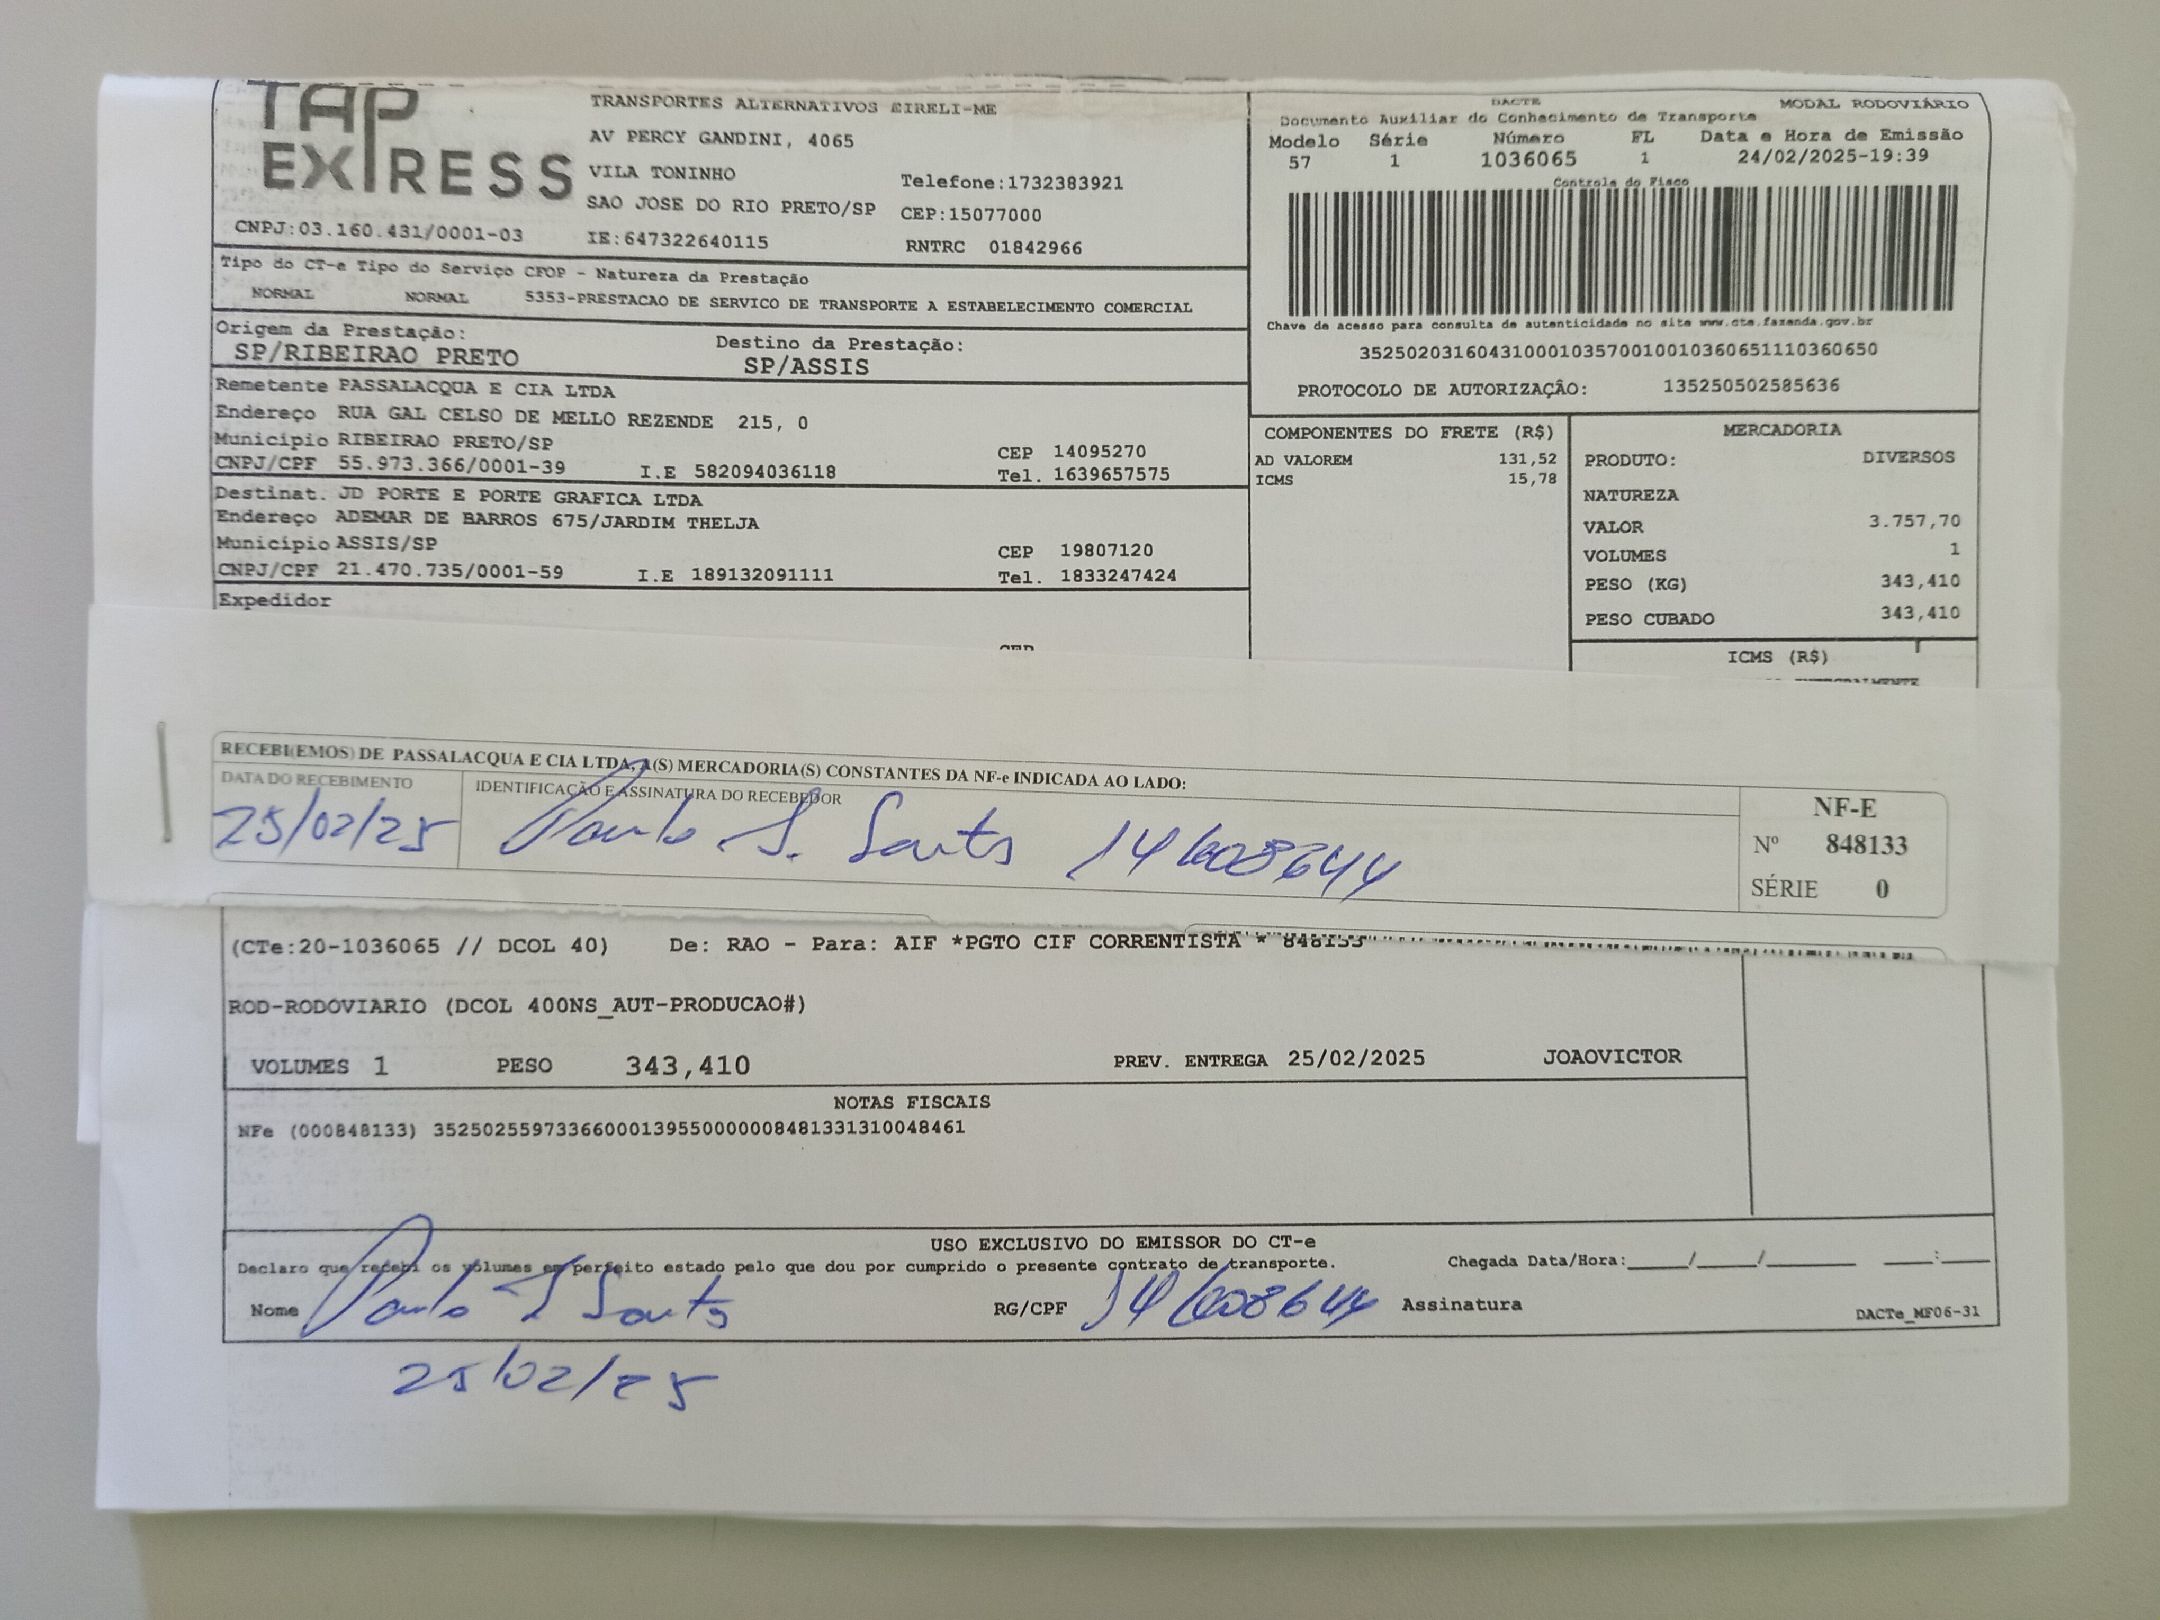 TAP
EXPRESS
TRANSPORTES ALTERNATIVOS EIRELI-ME
AV PERCY GANDINI, 4065
VILA TONINHO
Telefone:1732383921
SAO JOSE DO RIO PRETO/SP CEP:15077000
CNPJ:03.160.431/0001-03 IE:647322640115 RNTRC 01842966
Tipo do CT-e Tipo do Serviço CFOP - Natureza da Prestação
NORMAL NORMAL 5353-PRESTACAO DE SERVICO DE TRANSPORTE A ESTABELECIMENTO COMERCIAL
Origem da Prestação: Destino da Prestação:
SP/RIBEIRAO PRETO SP/ASSIS
Remetente PASSALACQUA E CIA LTDA
Endereço RUA GAL CELSO DE MELLO REZENDE 215, 0
Município RIBEIRAO PRETO/SP CEP 14095270
CNPJ/CPF 55.973.366/0001-39 I.E 582094036118 Tel. 1639657575
Destinat. JD PORTE E PORTE GRAFICA LTDA
Endereço ADEMAR DE BARROS 675/JARDIM THELJA
Município ASSIS/SP CEP 19807120
CNPJ/CPF 21.470.735/0001-59 I.E 189132091111 Tel. 1833247424
Expedidor
CEP
DACTE MODAL RODOVIÁRIO
Documento Auxiliar do Conhecimento de Transporte
Modelo Série Número FL Data e Hora de Emissão
57 1 1036065 1 24/02/2025-19:39
Controle do Fisco
Chave de acesso para consulta de autenticidade no site www.cte.fazenda.gov.br
35250203160431000103570010010360651110360650
PROTOCOLO DE AUTORIZAÇÃO: 135250502585636
COMPONENTES DO FRETE (R$)
AD VALOREM 131,52
ICMS 15,78
MERCADORIA
PRODUTO: DIVERSOS
NATUREZA
VALOR 3.757,70
VOLUMES 1
PESO (KG) 343,410
PESO CUBADO 343,410
ICMS (R$)
RECEBI(EMOS) DE PASSALACQUA E CIA LTDA, A(S) MERCADORIA(S) CONSTANTES DA NF-e INDICADA AO LADO:
DATA DO RECEBIMENTO IDENTIFICAÇÃO E ASSINATURA DO RECEBEDOR
25/02/25 Paulo S. Santos 14608644
NF-E
Nº 848133
SÉRIE 0
(CTe:20-1036065 // DCOL 40) De: RAO - Para: AIF *PGTO CIF CORRENTISTA * 848133
ROD-RODOVIARIO (DCOL 400NS_AUT-PRODUCAO#)
VOLUMES 1 PESO 343,410 PREV. ENTREGA 25/02/2025 JOAOVICTOR
NOTAS FISCAIS
NFe (000848133) 35250255973366000139550000008481331310048461
USO EXCLUSIVO DO EMISSOR DO CT-e
Declaro que recebi os volumes em perfeito estado pelo que dou por cumprido o presente contrato de transporte. Chegada Data/Hora:____/____/______ ___:___
Nome Paulo S Santos RG/CPF 14608644 Assinatura
DACTe_MF06-31
25/02/25